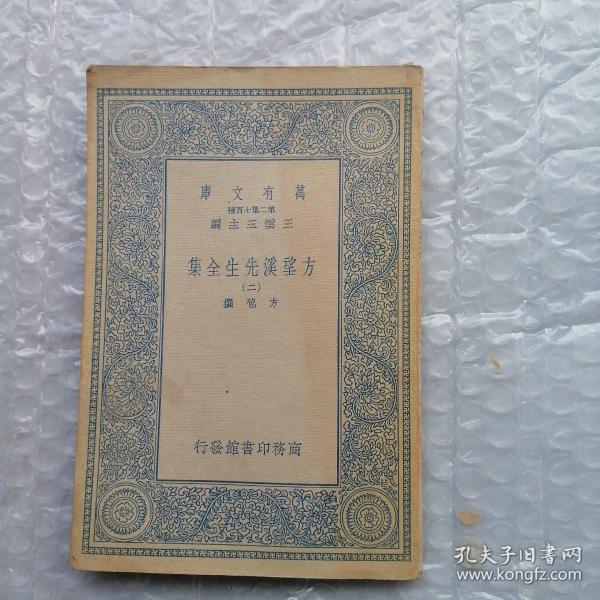 萬有文庫
第二集七百種
王雲五主編
方望溪先生全集
(二)
方苞撰
商務印書館發行
孔夫子旧书网
www.kongfz.com